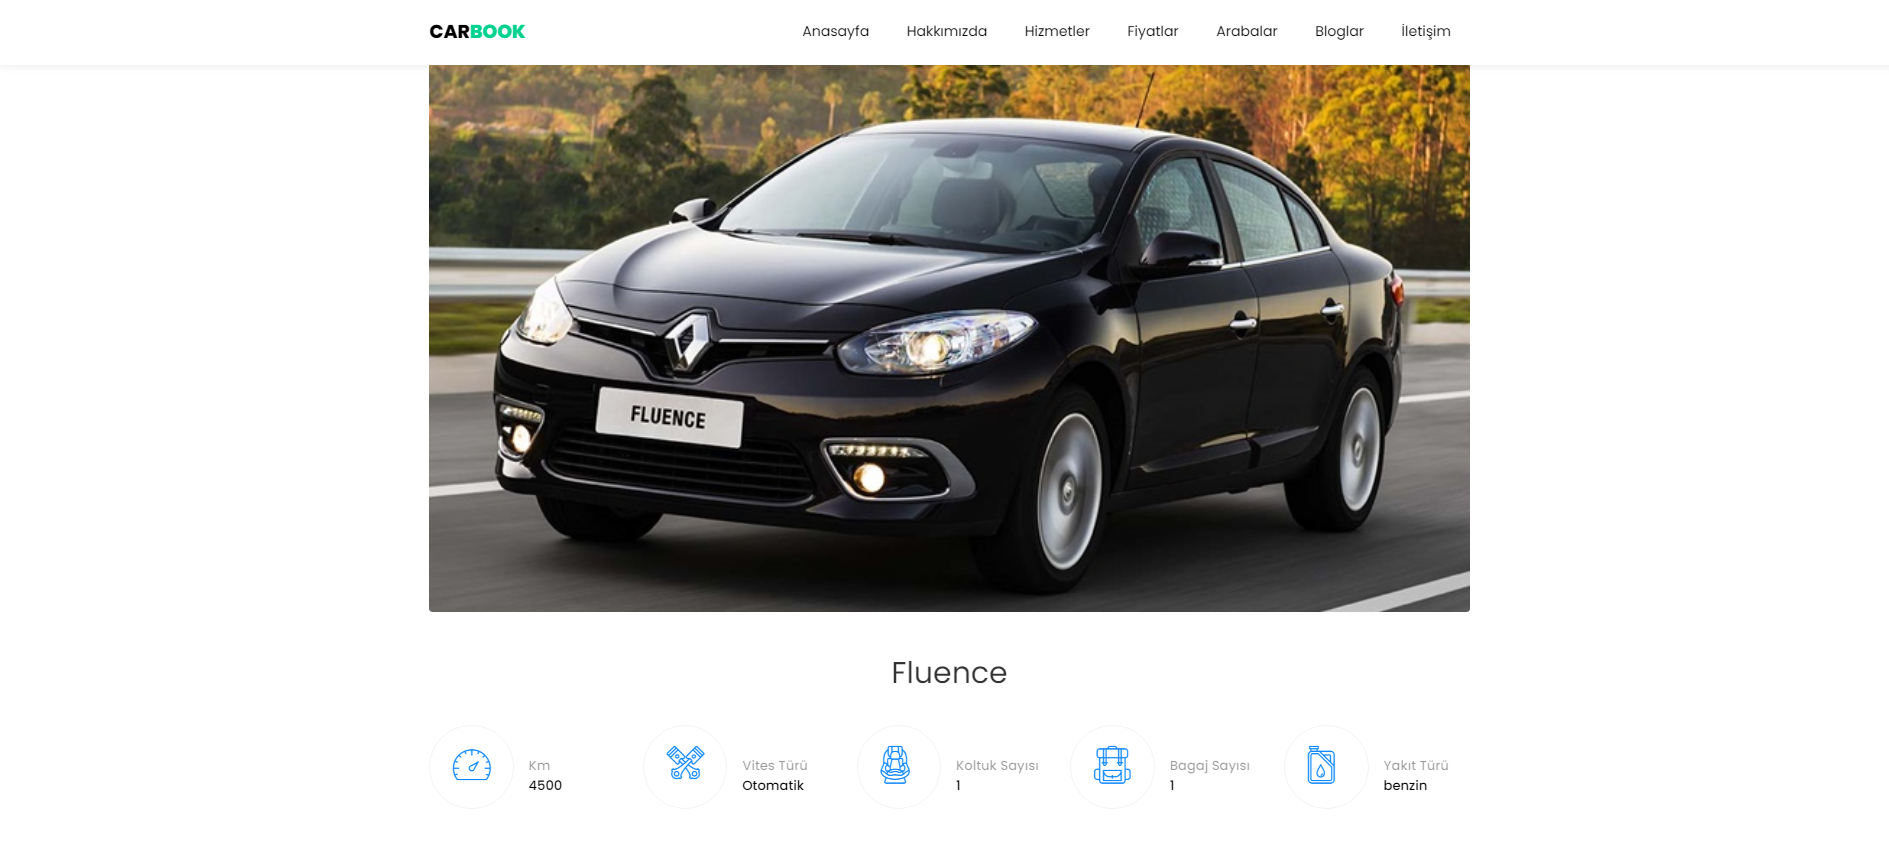 CARBOOK Anasayfa Hakkımızda Hizmetler Fiyatlar Arabalar Bloglar İletişim
FLUENCE
Fluence
Km Vites Türü Koltuk Sayısı Bagaj Sayısı Yakıt Türü
4500 Otomatik 1 1 benzin